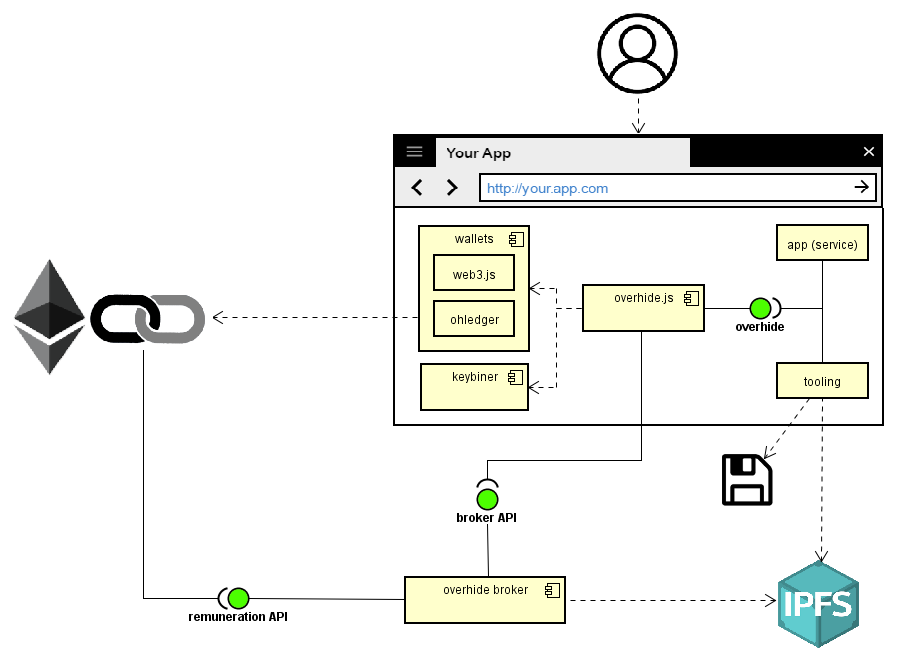 Your App
http://your.app.com
wallets
web3.js
ohledger
keybiner
overhide.js
overhide
app (service)
tooling
broker API
overhide broker
remuneration API
IPFS